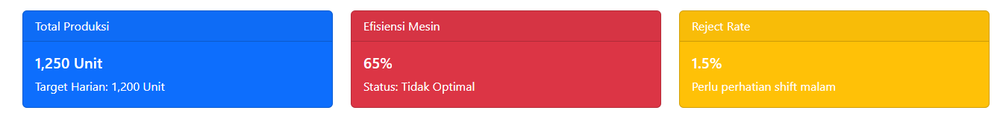 Total Produksi
1,250 Unit
Target Harian: 1,200 Unit
Efisiensi Mesin
65%
Status: Tidak Optimal
Reject Rate
1.5%
Perlu perhatian shift malam